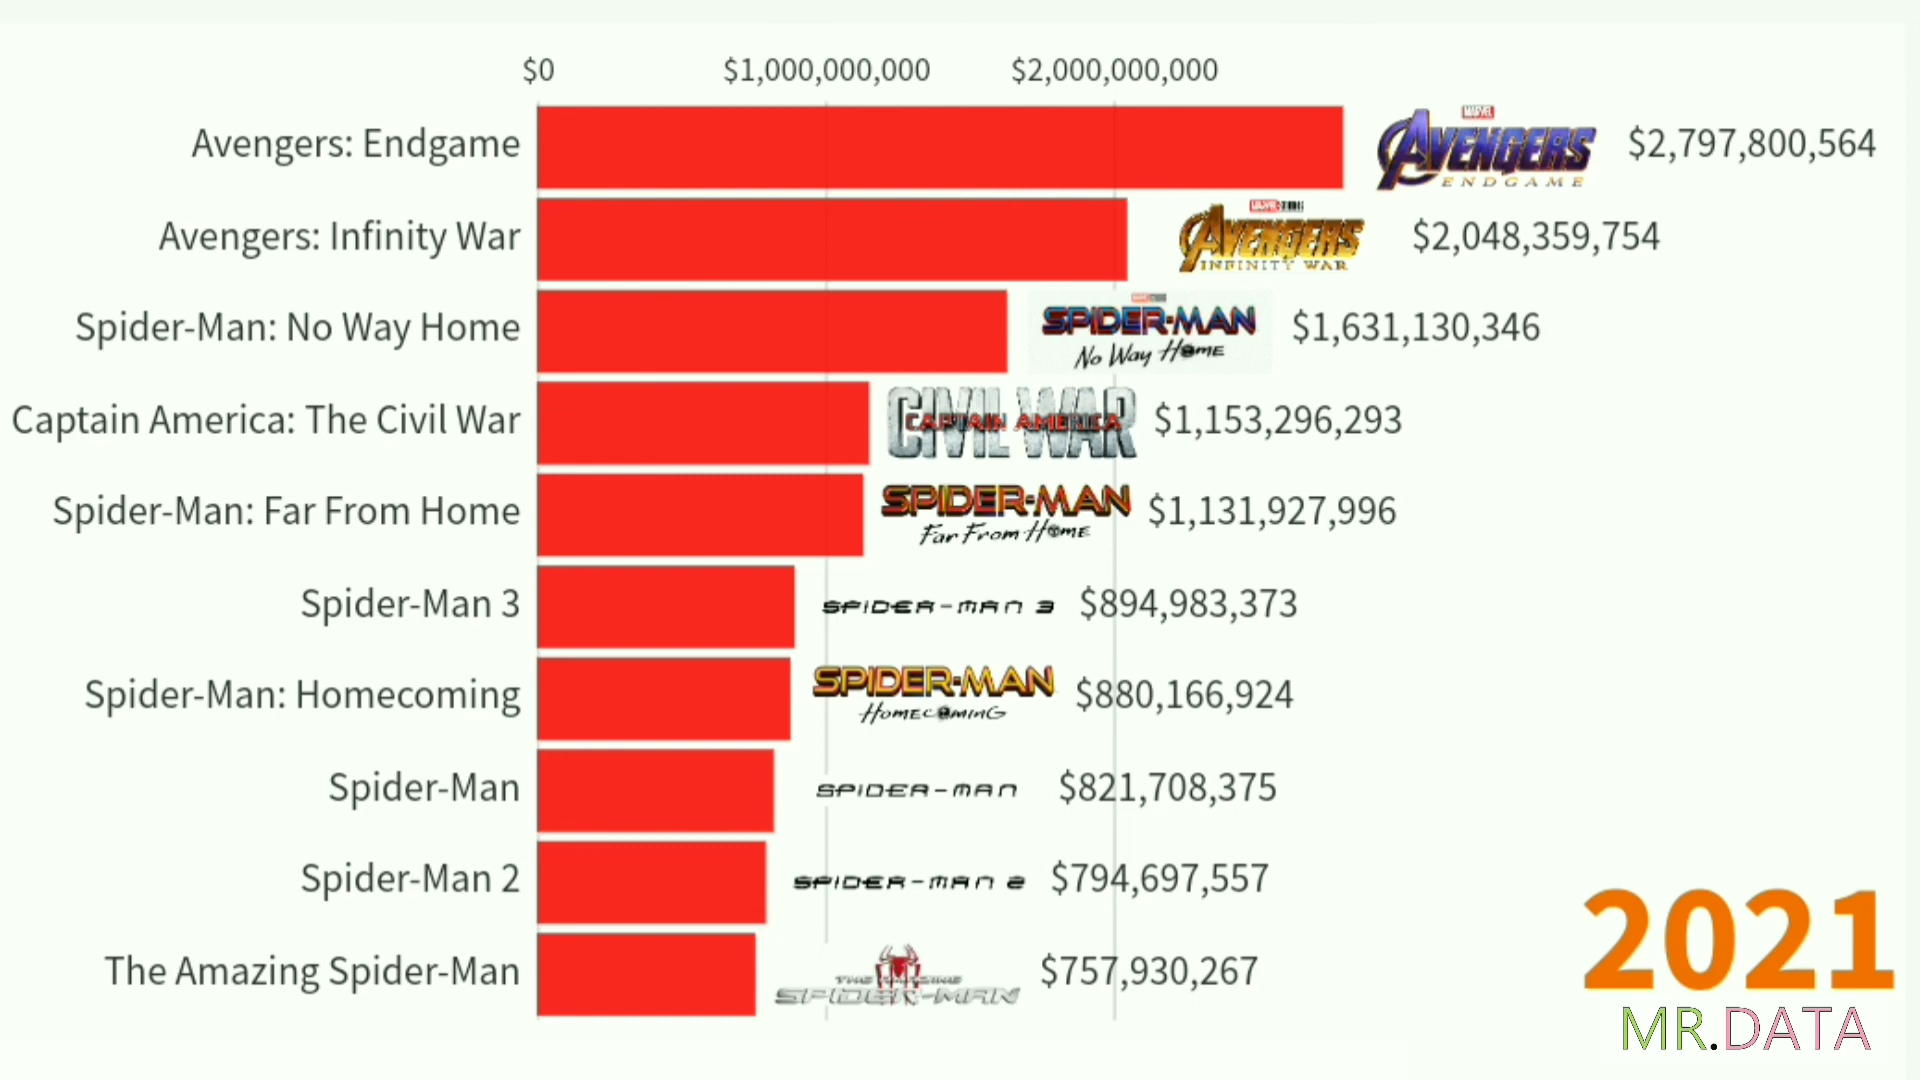 $0 $1,000,000,000 $2,000,000,000
Avengers: Endgame MARVEL AVENGERS ENDGAME $2,797,800,564
Avengers: Infinity War AVENGERS INFINITY WAR $2,048,359,754
Spider-Man: No Way Home SPIDER-MAN No Way Home $1,631,130,346
Captain America: The Civil War CIVIL WAR CAPTAIN AMERICA $1,153,296,293
Spider-Man: Far From Home SPIDER-MAN Far From Home $1,131,927,996
Spider-Man 3 SPIDER-MAN 3 $894,983,373
Spider-Man: Homecoming SPIDER-MAN HOMECOMING $880,166,924
Spider-Man SPIDER-MAN $821,708,375
Spider-Man 2 SPIDER-MAN 2 $794,697,557
The Amazing Spider-Man THE AMAZING SPIDER-MAN $757,930,267
2021
MR.DATA